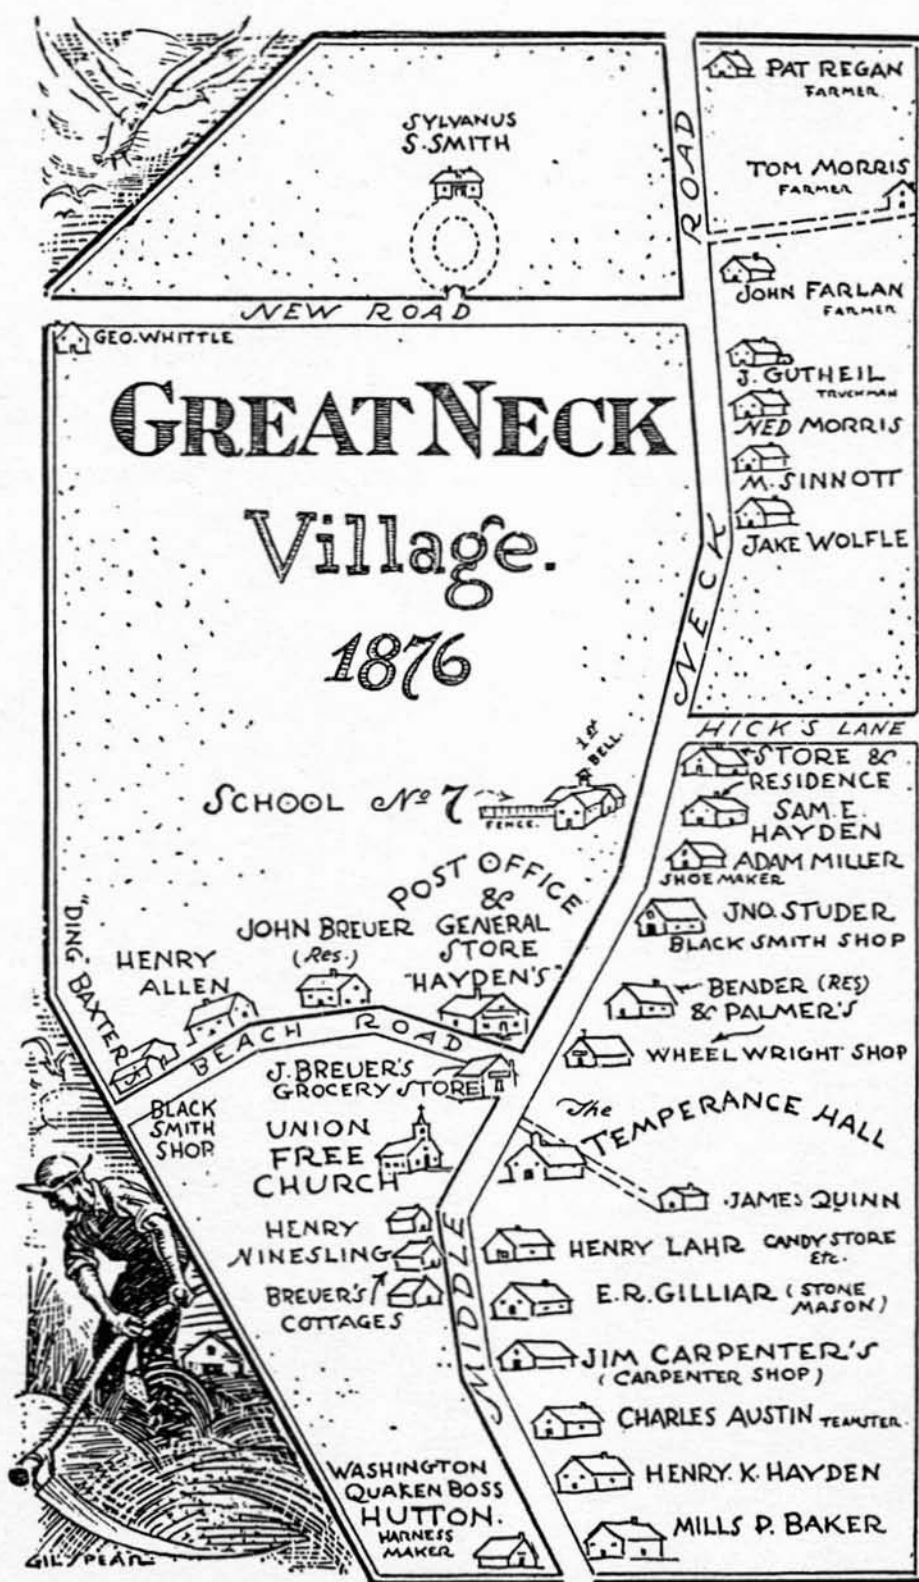 PAT REGAN
FARMER
SYLVANUS
S. SMITH
ROAD
TOM MORRIS
FARMER
JOHN FARLAN
FARMER
NEW ROAD
GEO. WHITTLE
J. GUTHEIL
TRUCKMAN
NED MORRIS
M. SINNOTT
JAKE WOLFLE
GREAT NECK
Village.
1876
NECK
HICK'S LANE
1st
BELL.
STORE &
RESIDENCE
SAM. E.
HAYDEN
SCHOOL No 7
FENCE.
ADAM MILLER
SHOE MAKER
POST OFFICE
&
GENERAL
STORE
"HAYDEN'S"
JNO. STUDER
BLACK SMITH SHOP
JOHN BREUER
(Res.)
HENRY
ALLEN
"DING" BAXTER
BLACK
SMITH
SHOP
BENDER (RES)
& PALMER'S
WHEEL WRIGHT SHOP
BEACH ROAD
J. BREUER'S
GROCERY STORE
The
TEMPERANCE HALL
UNION
FREE
CHURCH
JAMES QUINN
HENRY
NINESLING
BREUER'S
COTTAGES
MIDDLE
HENRY LAHR CANDY STORE
Etc.
E. R. GILLIAR (STONE
MASON)
JIM CARPENTER'S
(CARPENTER SHOP)
CHARLES AUSTIN TEAMSTER.
HENRY. K. HAYDEN
MILLS P. BAKER
WASHINGTON
QUAKEN BOSS
HUTTON.
HARNESS
MAKER
GIL SPEAR